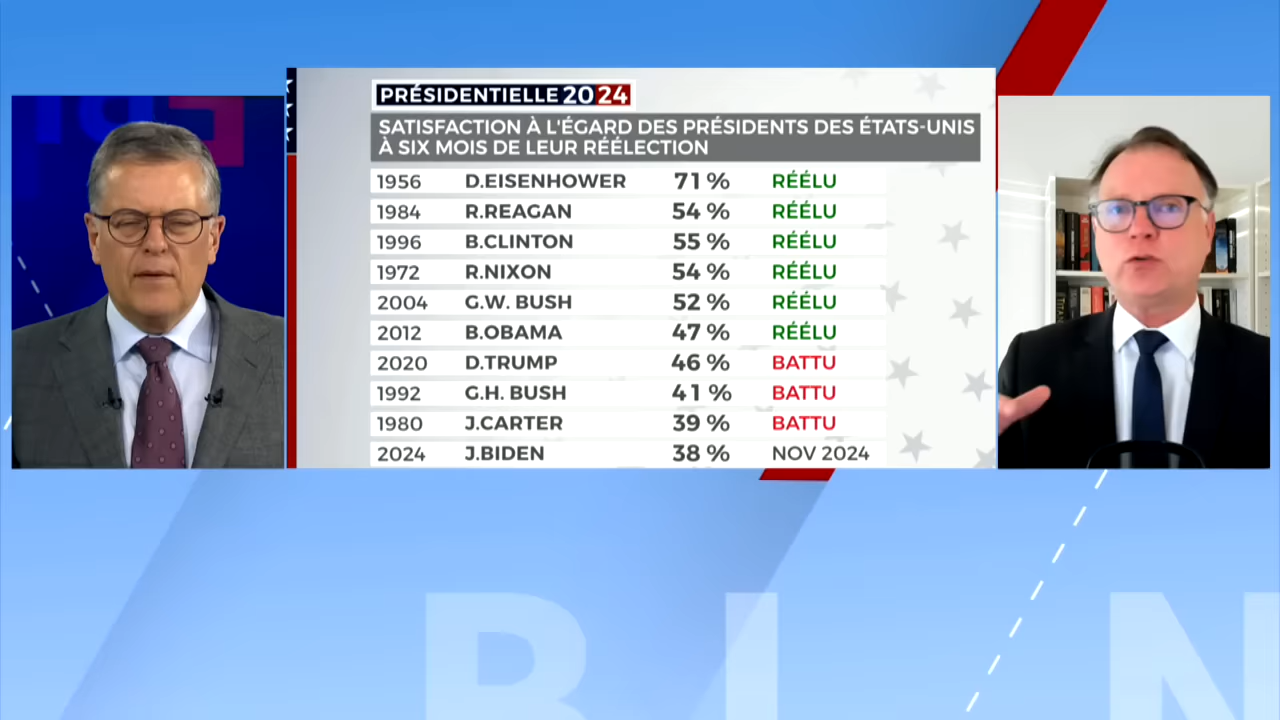 PRÉSIDENTIELLE 2024
SATISFACTION À L'ÉGARD DES PRÉSIDENTS DES ÉTATS-UNIS
À SIX MOIS DE LEUR RÉÉLECTION
1956 D.EISENHOWER 71 % RÉÉLU
1984 R.REAGAN 54 % RÉÉLU
1996 B.CLINTON 55 % RÉÉLU
1972 R.NIXON 54 % RÉÉLU
2004 G.W. BUSH 52 % RÉÉLU
2012 B.OBAMA 47 % RÉÉLU
2020 D.TRUMP 46 % BATTU
1992 G.H. BUSH 41 % BATTU
1980 J.CARTER 39 % BATTU
2024 J.BIDEN 38 % NOV 2024